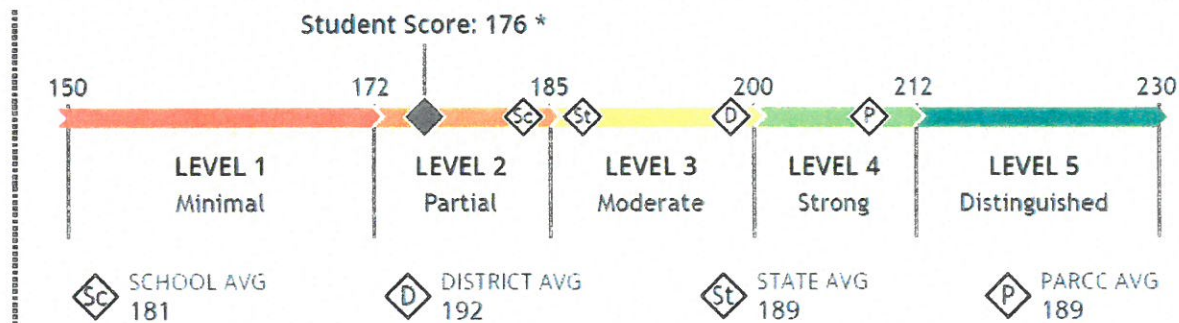 Student Score: 176 *
150 172 185 200 212 230
Sc St D P
LEVEL 1 LEVEL 2 LEVEL 3 LEVEL 4 LEVEL 5
Minimal Partial Moderate Strong Distinguished
Sc SCHOOL AVG D DISTRICT AVG St STATE AVG P PARCC AVG
181 192 189 189